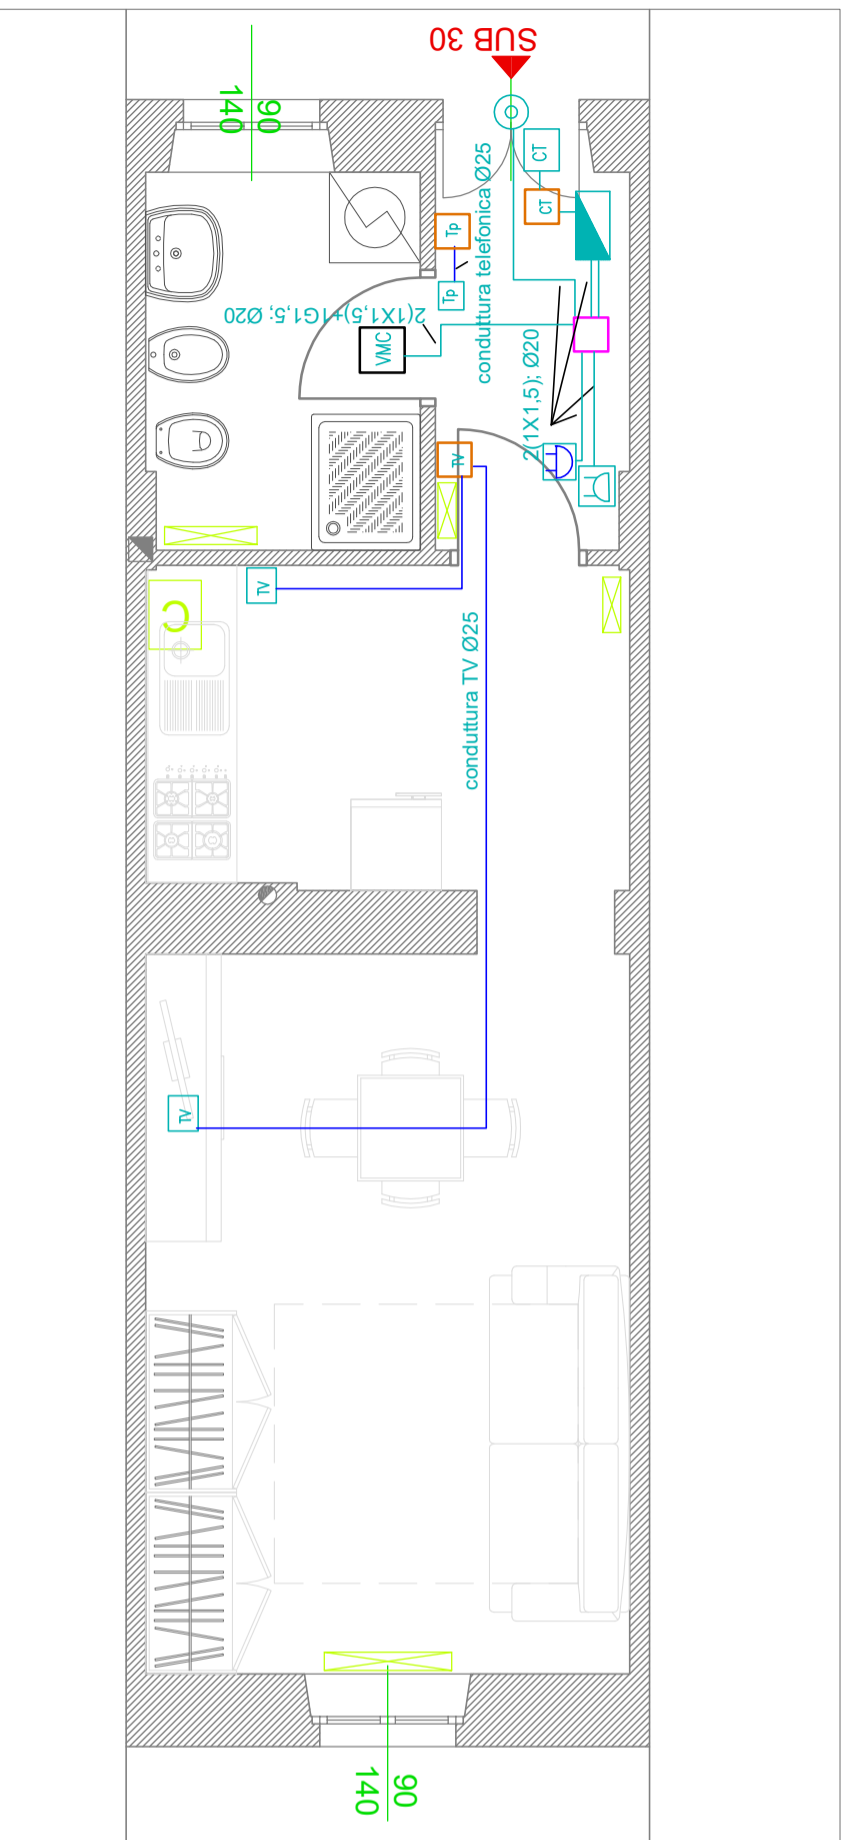 SUB 30
90
140
CT
CT
Tp
Tp
conduttura telefonica Ø25
2(1X1,5)+1G1,5; Ø20
VMC
2(1X1,5); Ø20
TV
TV
C
conduttura TV Ø25
TV
90
140